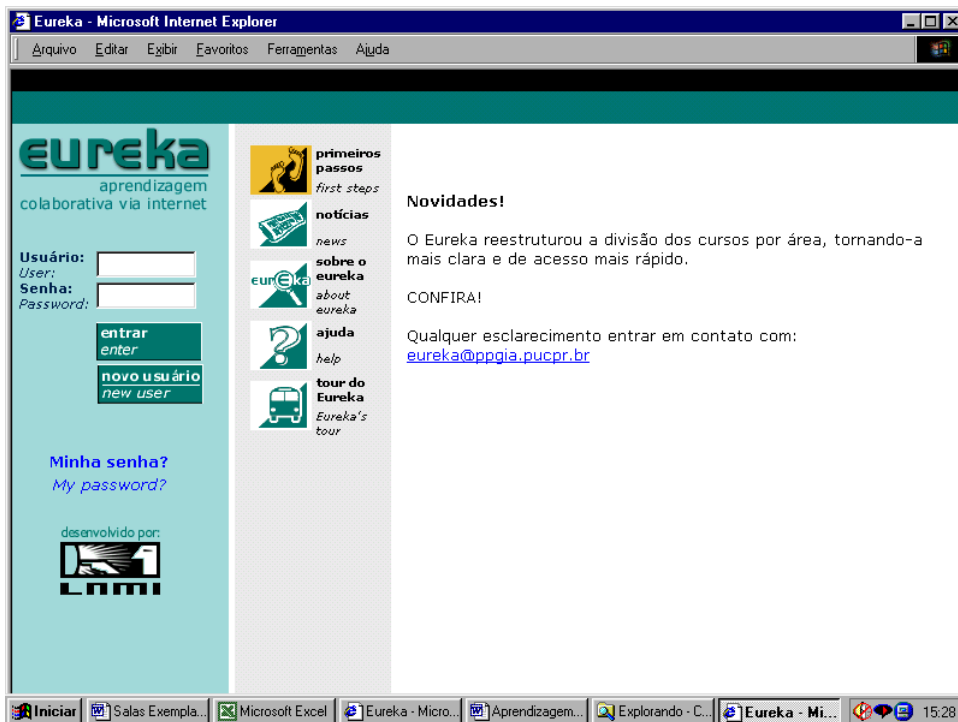 Eureka - Microsoft Internet Explorer
Arquivo Editar Exibir Favoritos Ferramentas Ajuda
eureka
aprendizagem
colaborativa via internet
Usuário:
User:
Senha:
Password:
entrar
enter
novo usuário
new user
Minha senha?
My password?
desenvolvido por:
LAMI
primeiros
passos
first steps
notícias
news
eurEka
sobre o
eureka
about
eureka
ajuda
help
tour do
Eureka
Eureka's
tour
Novidades!
O Eureka reestruturou a divisão dos cursos por área, tornando-a
mais clara e de acesso mais rápido.
CONFIRA!
Qualquer esclarecimento entrar em contato com:
eureka@ppgia.pucpr.br
Iniciar Salas Exempla... Microsoft Excel Eureka - Micro... Aprendizagem... Explorando - C... Eureka - Mi... 15:28